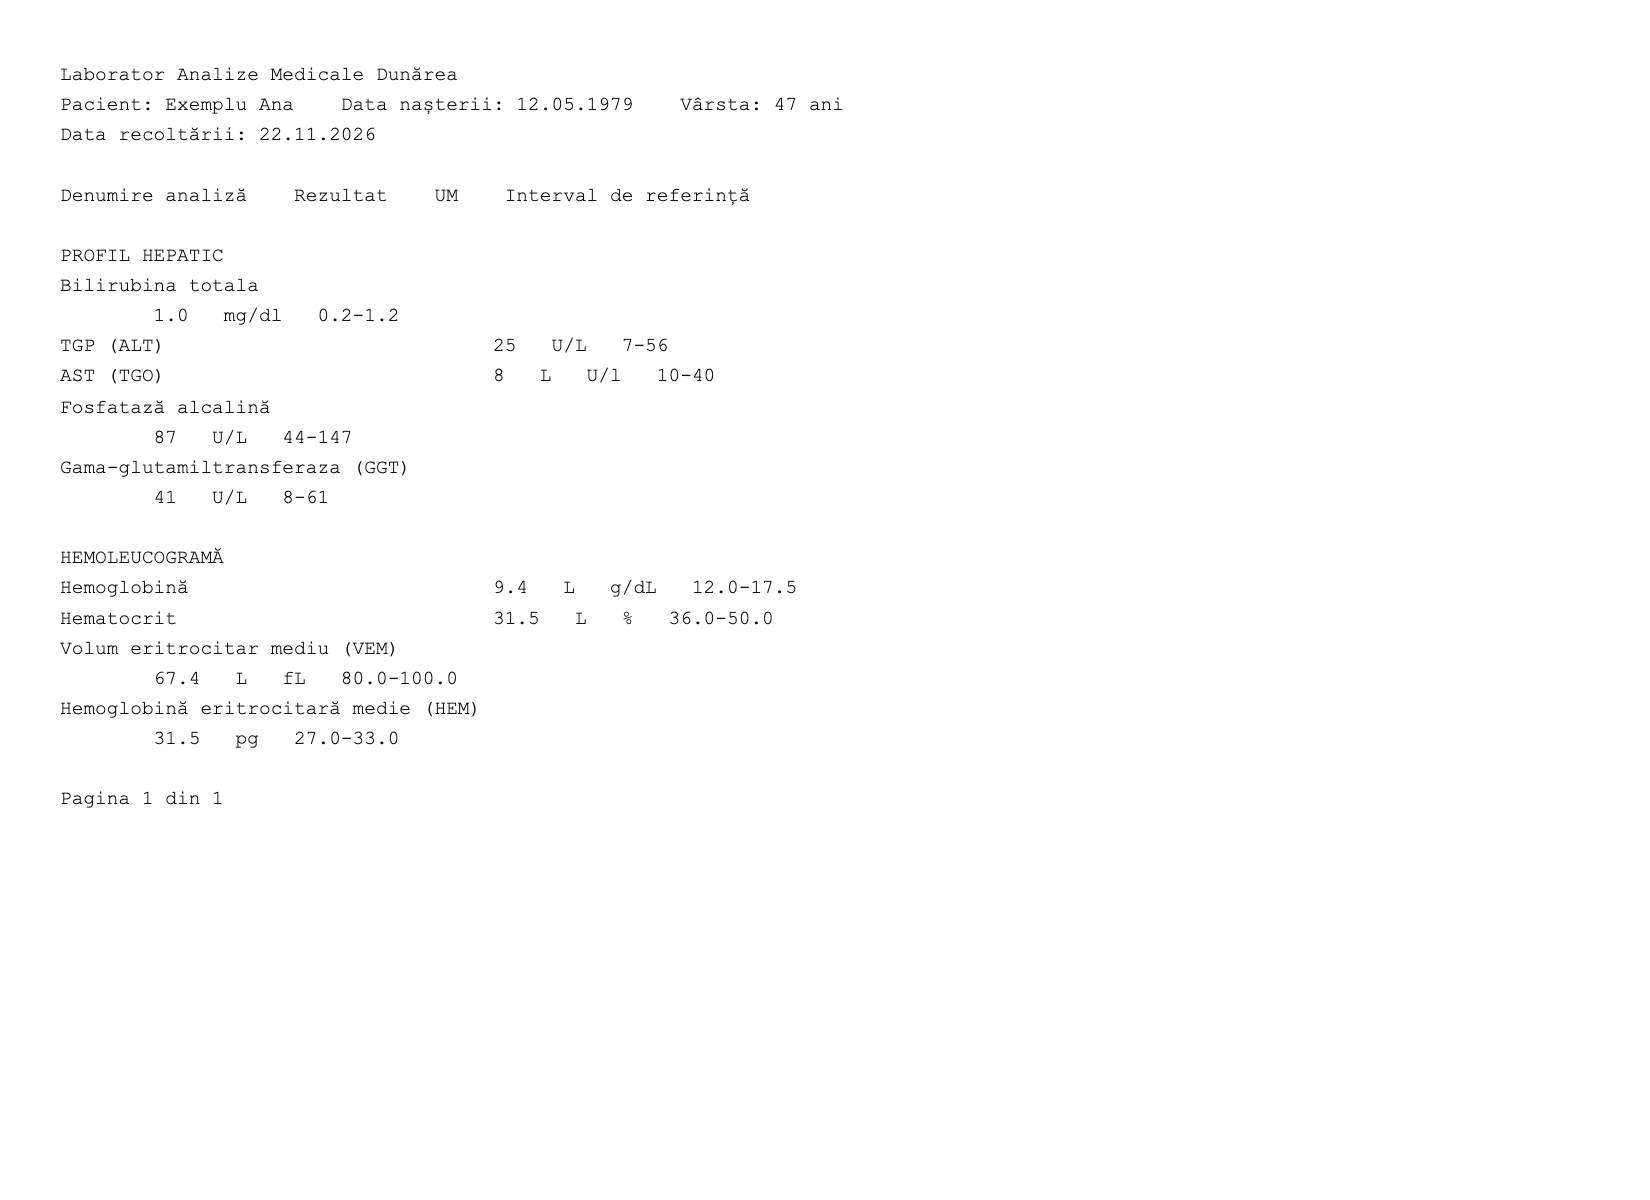 Laborator Analize Medicale Dunărea
Pacient: Exemplu Ana    Data nașterii: 12.05.1979    Vârsta: 47 ani
Data recoltării: 22.11.2026

Denumire analiză    Rezultat    UM    Interval de referință

PROFIL HEPATIC
Bilirubina totala
        1.0   mg/dl   0.2-1.2
TGP (ALT)                            25   U/L   7-56
AST (TGO)                            8   L   U/l   10-40
Fosfatază alcalină
        87   U/L   44-147
Gama-glutamiltransferaza (GGT)
        41   U/L   8-61

HEMOLEUCOGRAMĂ
Hemoglobină                          9.4   L   g/dL   12.0-17.5
Hematocrit                           31.5   L   %   36.0-50.0
Volum eritrocitar mediu (VEM)
        67.4   L   fL   80.0-100.0
Hemoglobină eritrocitară medie (HEM)
        31.5   pg   27.0-33.0

Pagina 1 din 1